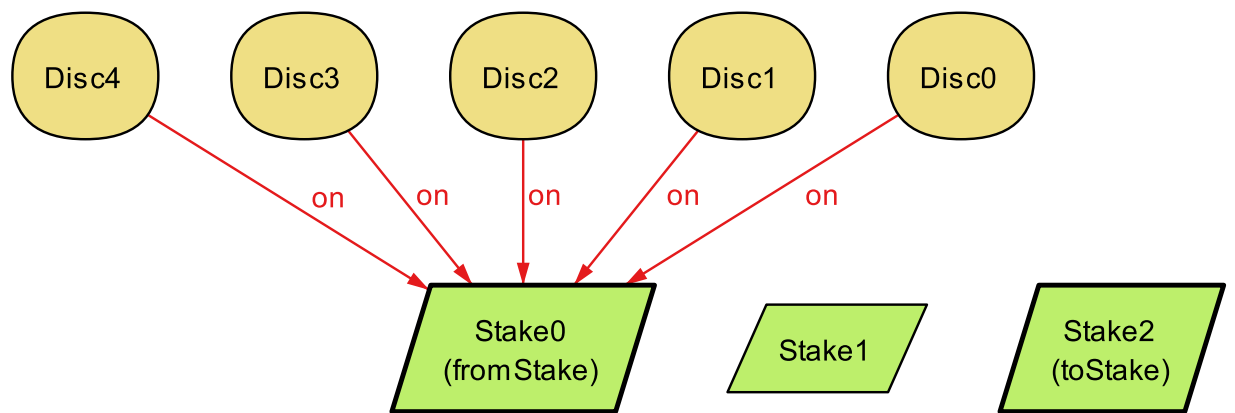 Disc4
Disc3
Disc2
Disc1
Disc0
on
on
on
on
on
Stake0
(fromStake)
Stake1
Stake2
(toStake)